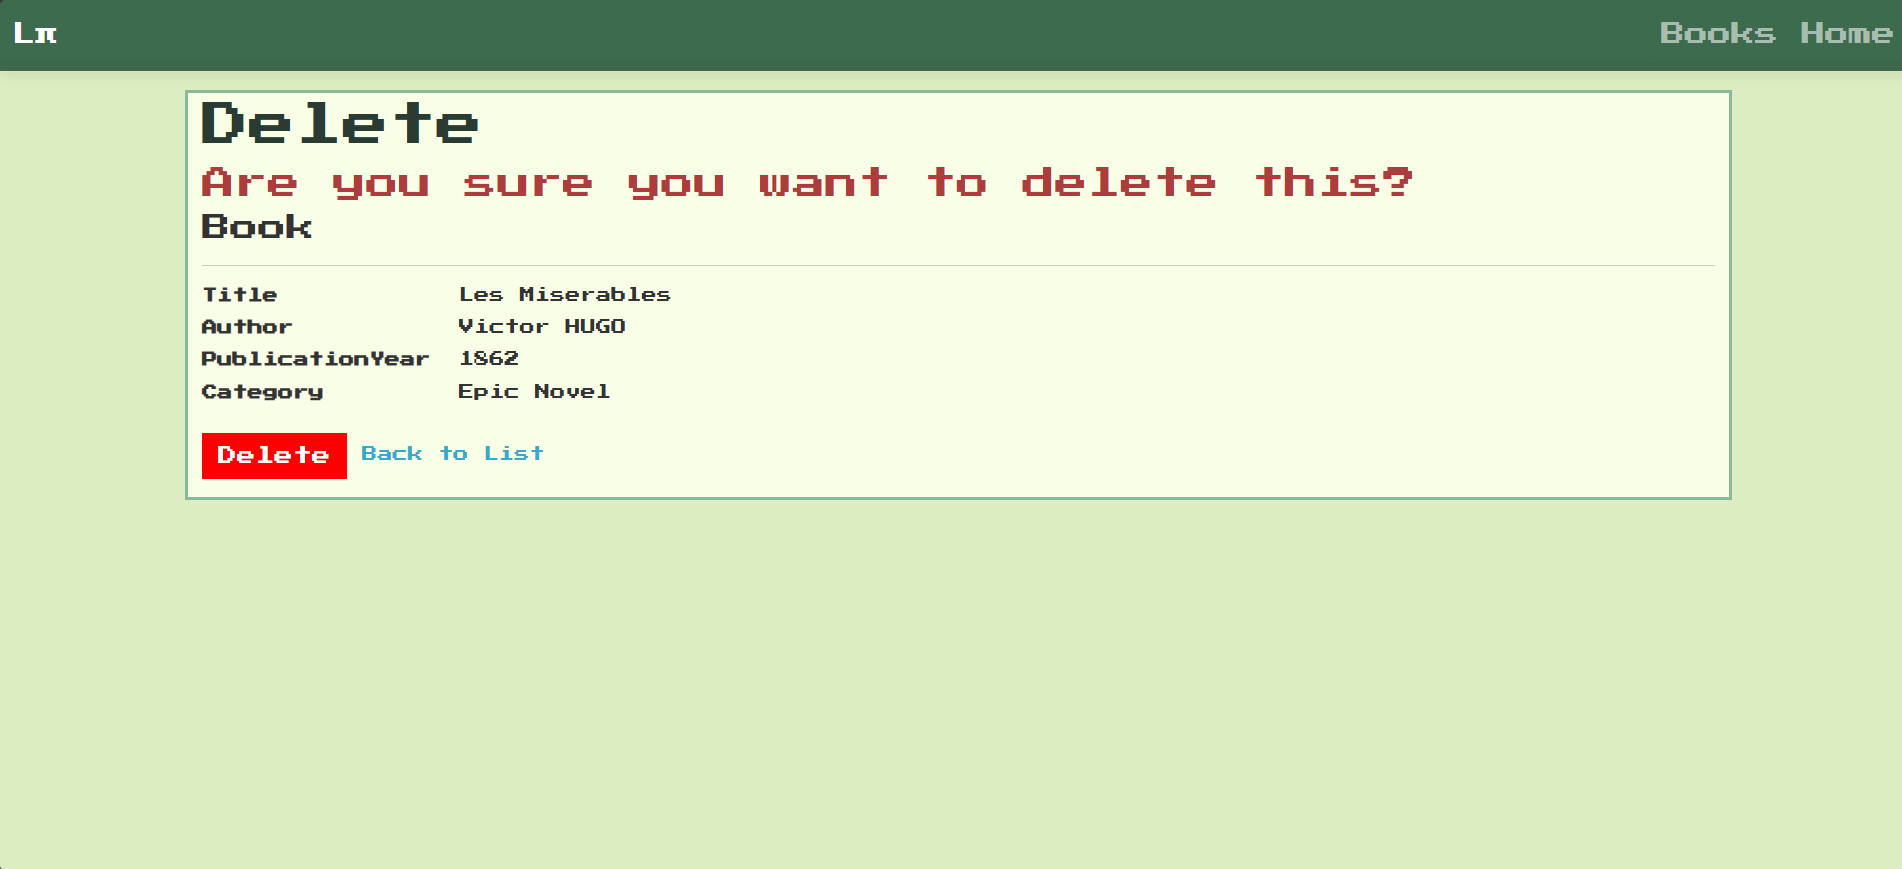 Lπ
Books Home
Delete
Are you sure you want to delete this?
Book
Title Les Miserables
Author Victor HUGO
PublicationYear 1862
Category Epic Novel
Delete Back to List